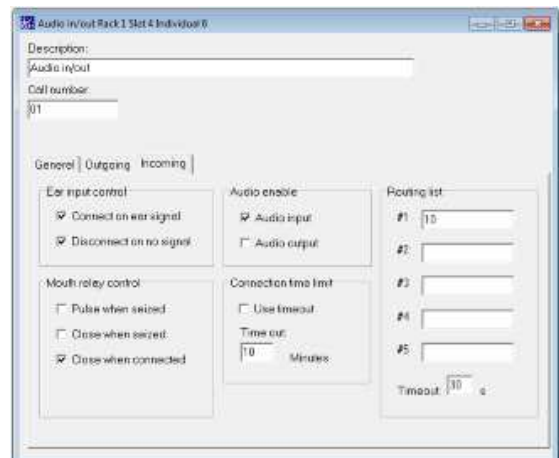 Audio in/out Rack 1 Slot 4 Individual 0
Description:
Audio in/out
Call number:
01
General
Outgoing
Incoming
Ear input control
Connect on ear signal
Disconnect on no signal
Mouth relay control
Pulse when seized
Close when seized
Close when connected
Audio enable
Audio input
Audio output
Connection time limit
Use timeout
Time out:
10 Minutes
Routing list
#1 10
#2
#3
#4
#5
Timeout 30 s